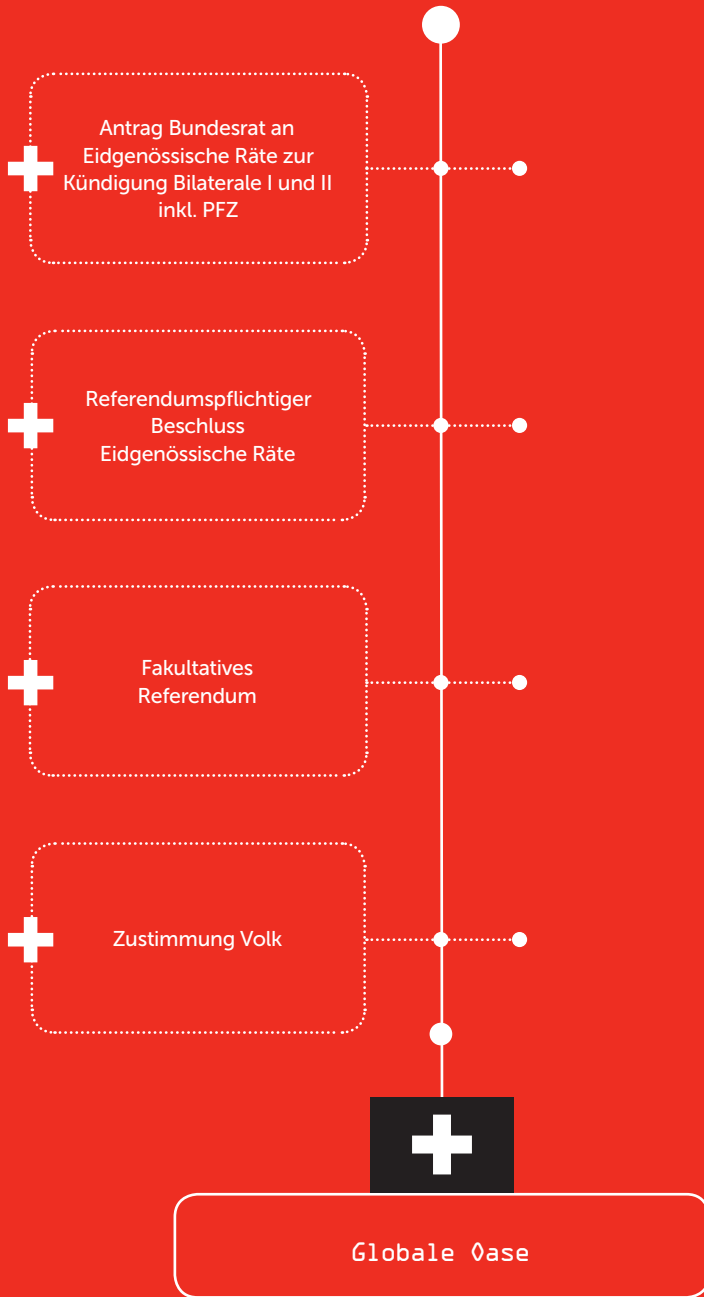 Antrag Bundesrat an
Eidgenössische Räte zur
Kündigung Bilaterale I und II
inkl. PFZ
Referendumspflichtiger
Beschluss
Eidgenössische Räte
Fakultatives
Referendum
Zustimmung Volk
Globale Oase